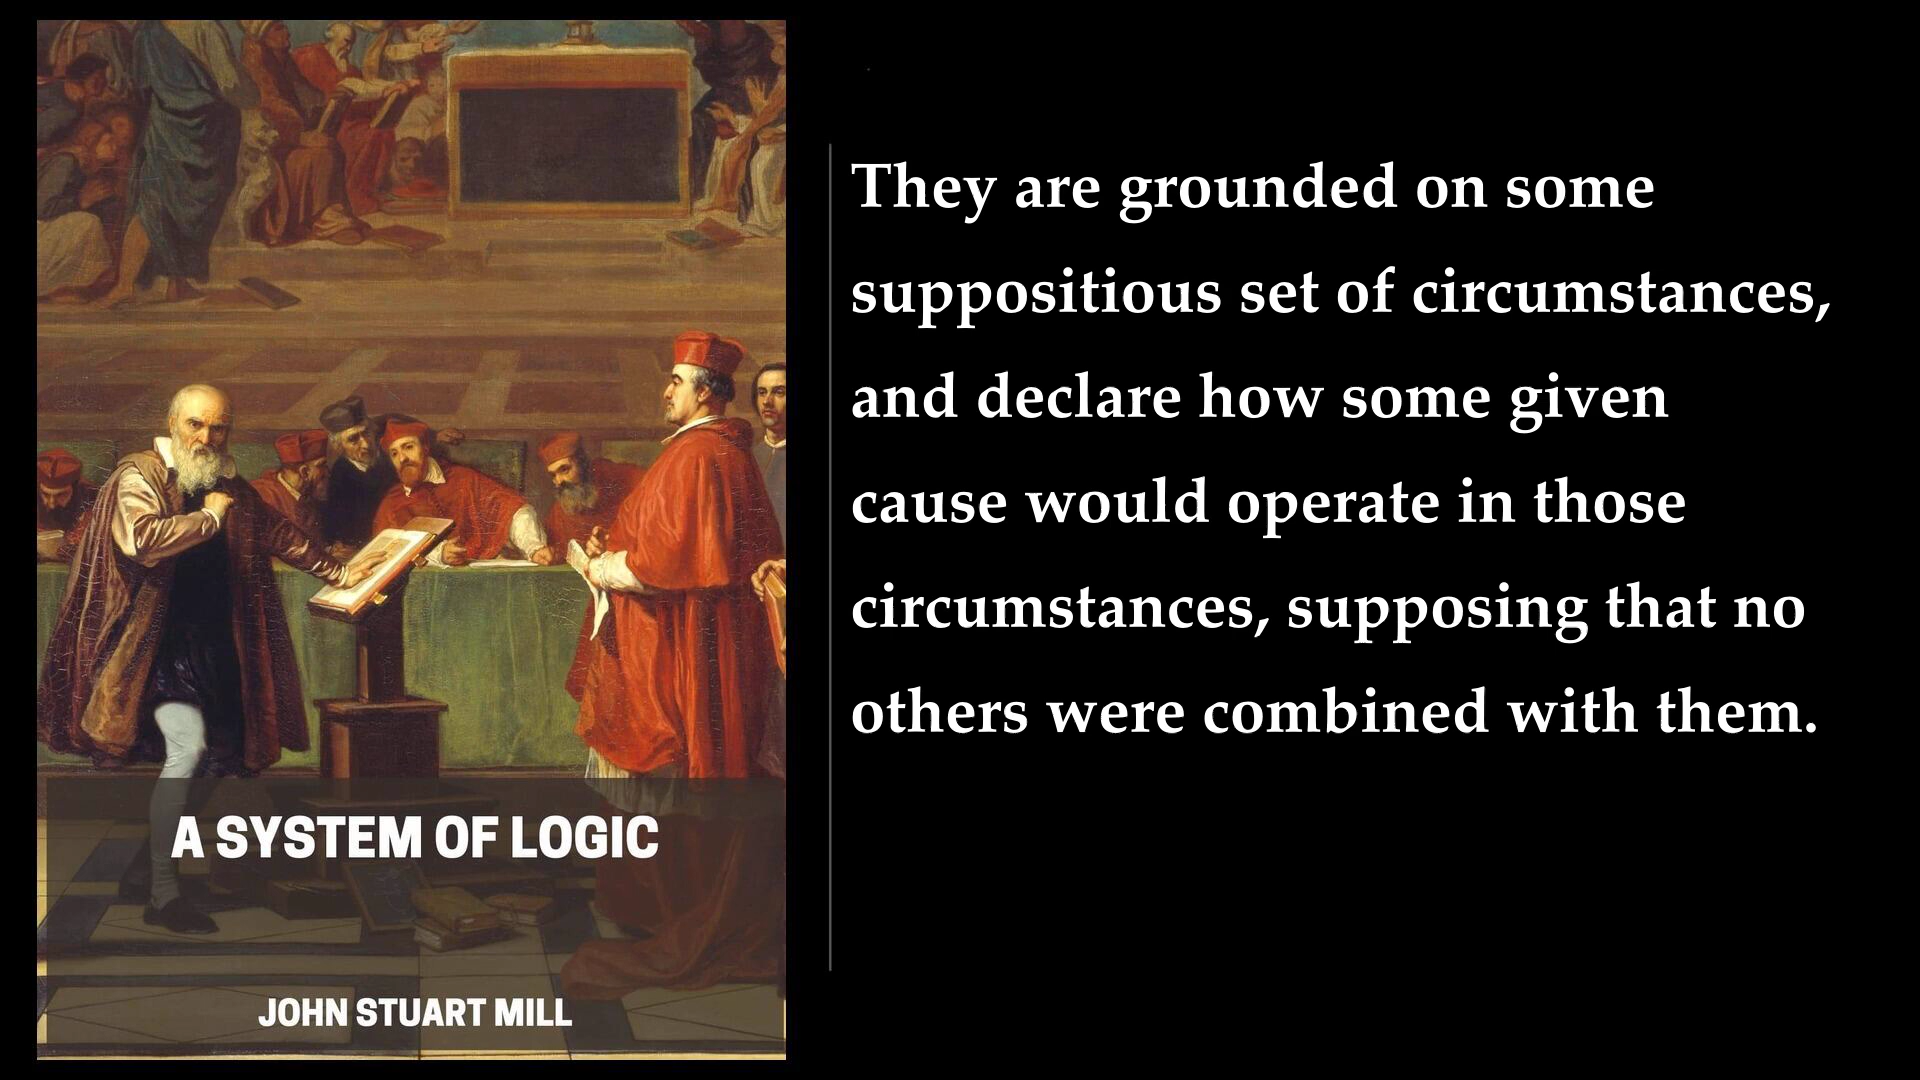 A SYSTEM OF LOGIC
JOHN STUART MILL
They are grounded on some
suppositious set of circumstances,
and declare how some given
cause would operate in those
circumstances, supposing that no
others were combined with them.